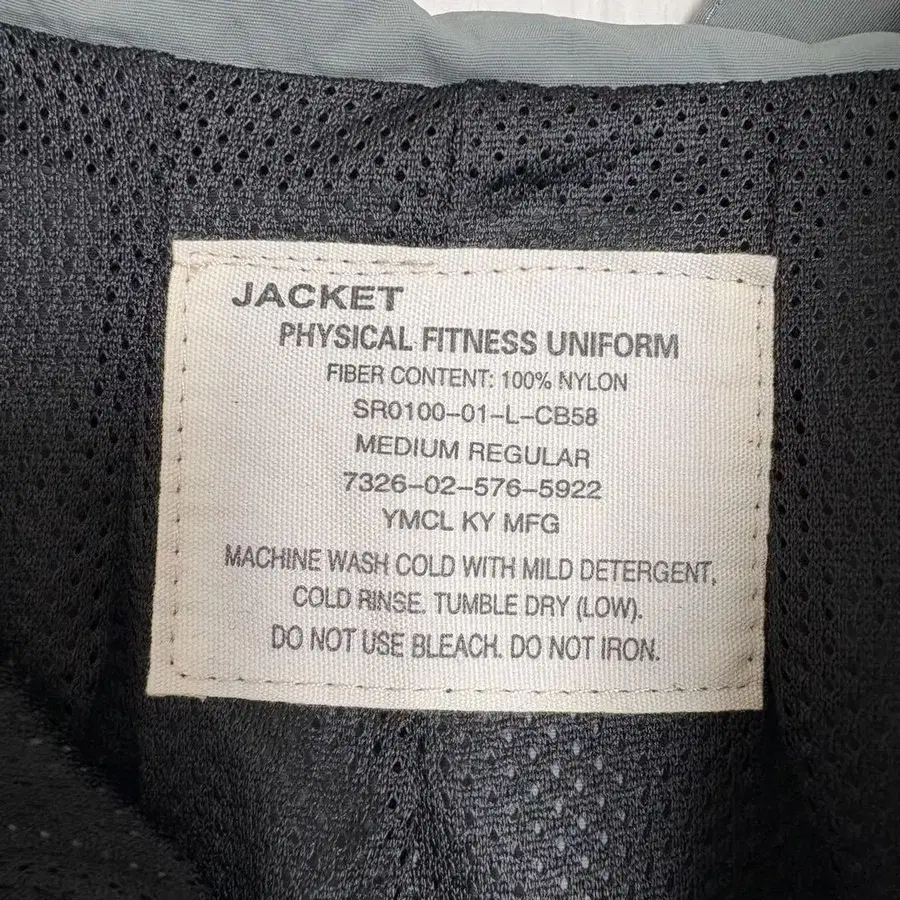 JACKET
PHYSICAL FITNESS UNIFORM
FIBER CONTENT: 100% NYLON
SR0100-01-L-CB58
MEDIUM REGULAR
7326-02-576-5922
YMCL KY MFG
MACHINE WASH COLD WITH MILD DETERGENT,
COLD RINSE. TUMBLE DRY (LOW).
DO NOT USE BLEACH. DO NOT IRON.